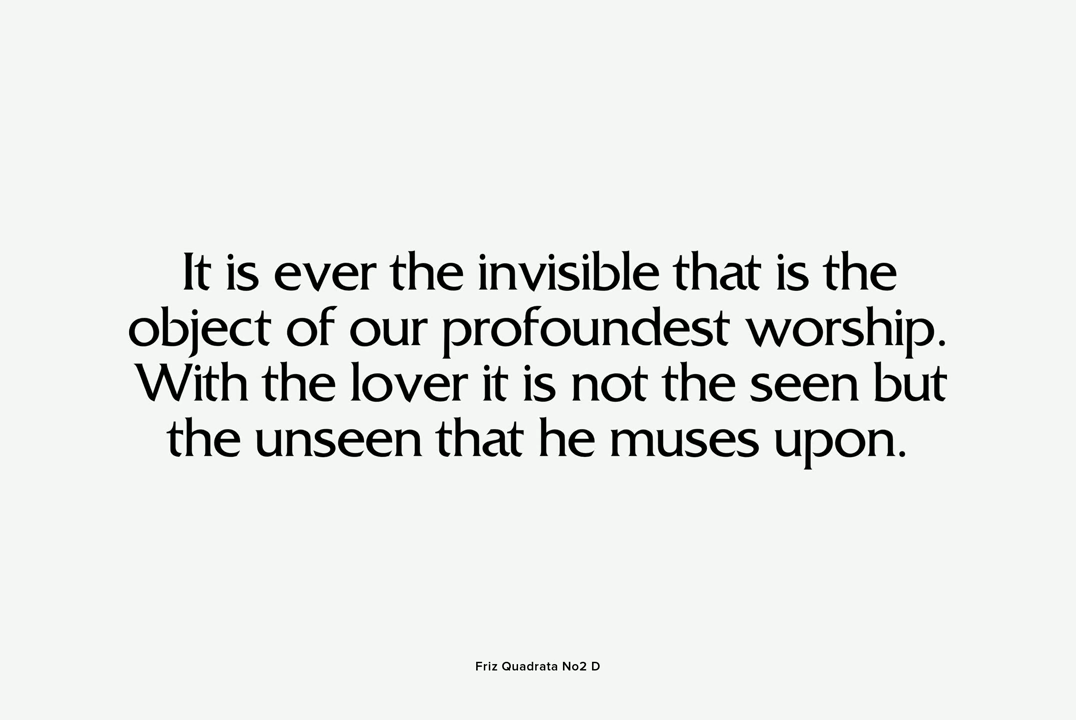 It is ever the invisible that is the
object of our profoundest worship.
With the lover it is not the seen but
the unseen that he muses upon.
Friz Quadrata No2 D